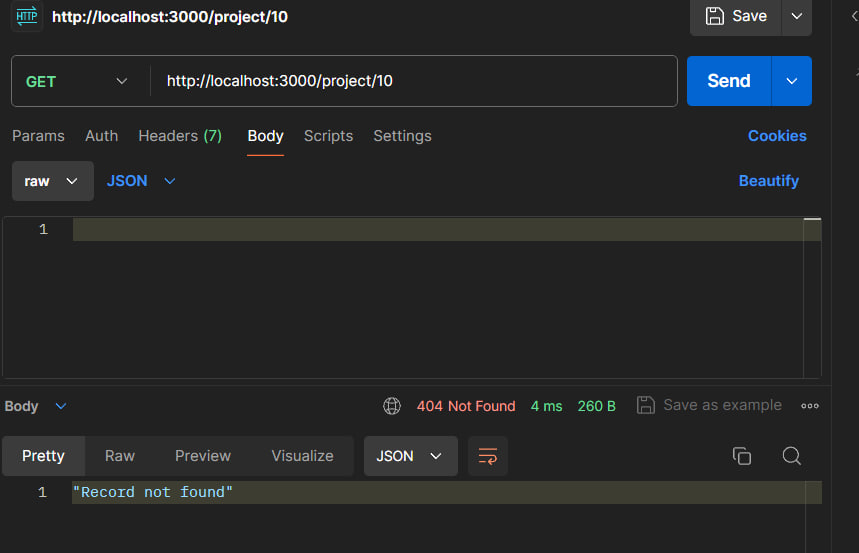 HTTP http://localhost:3000/project/10 Save
GET http://localhost:3000/project/10 Send
Params Auth Headers (7) Body Scripts Settings Cookies
raw JSON Beautify
1
Body 404 Not Found 4 ms 260 B Save as example
Pretty Raw Preview Visualize JSON
1 "Record not found"